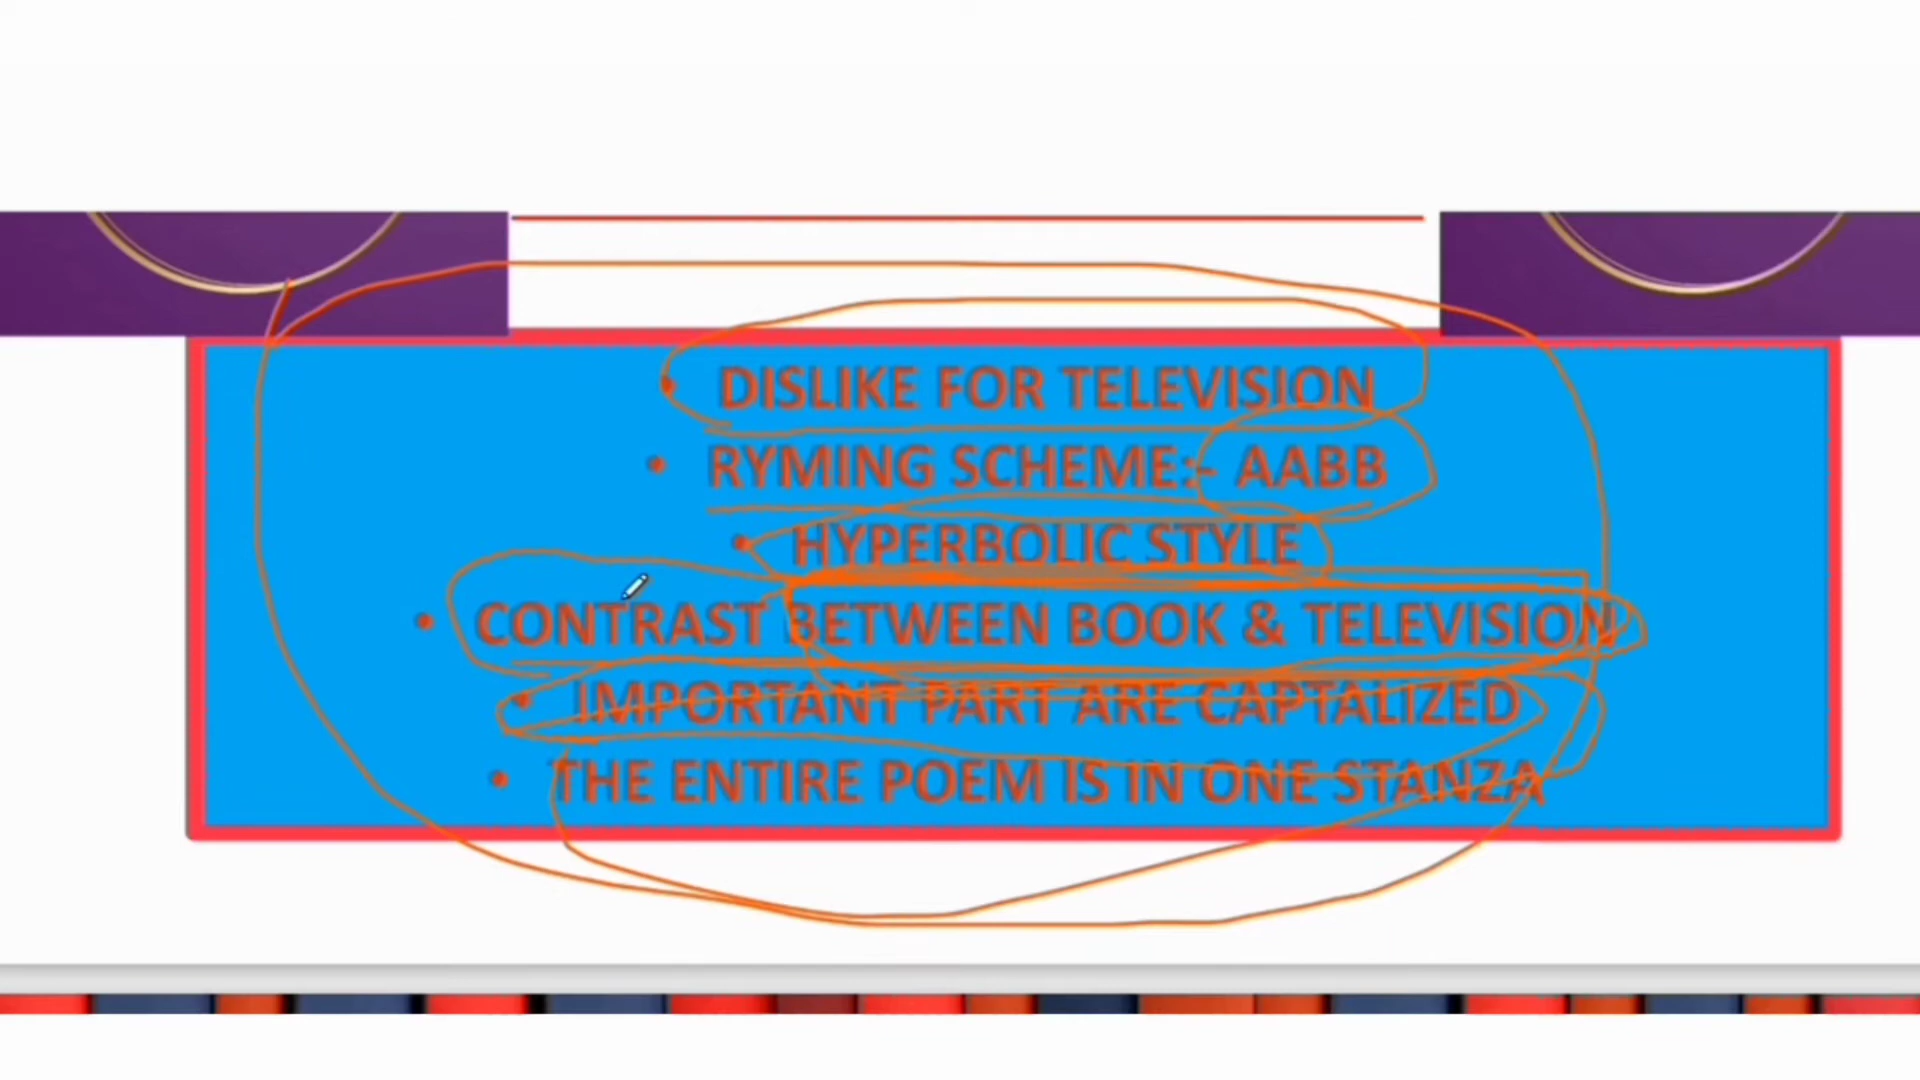 • DISLIKE FOR TELEVISION
• RYMING SCHEME:- AABB
• HYPERBOLIC STYLE
• CONTRAST BETWEEN BOOK & TELEVISION
• IMPORTANT PART ARE CAPTALIZED
• THE ENTIRE POEM IS IN ONE STANZA